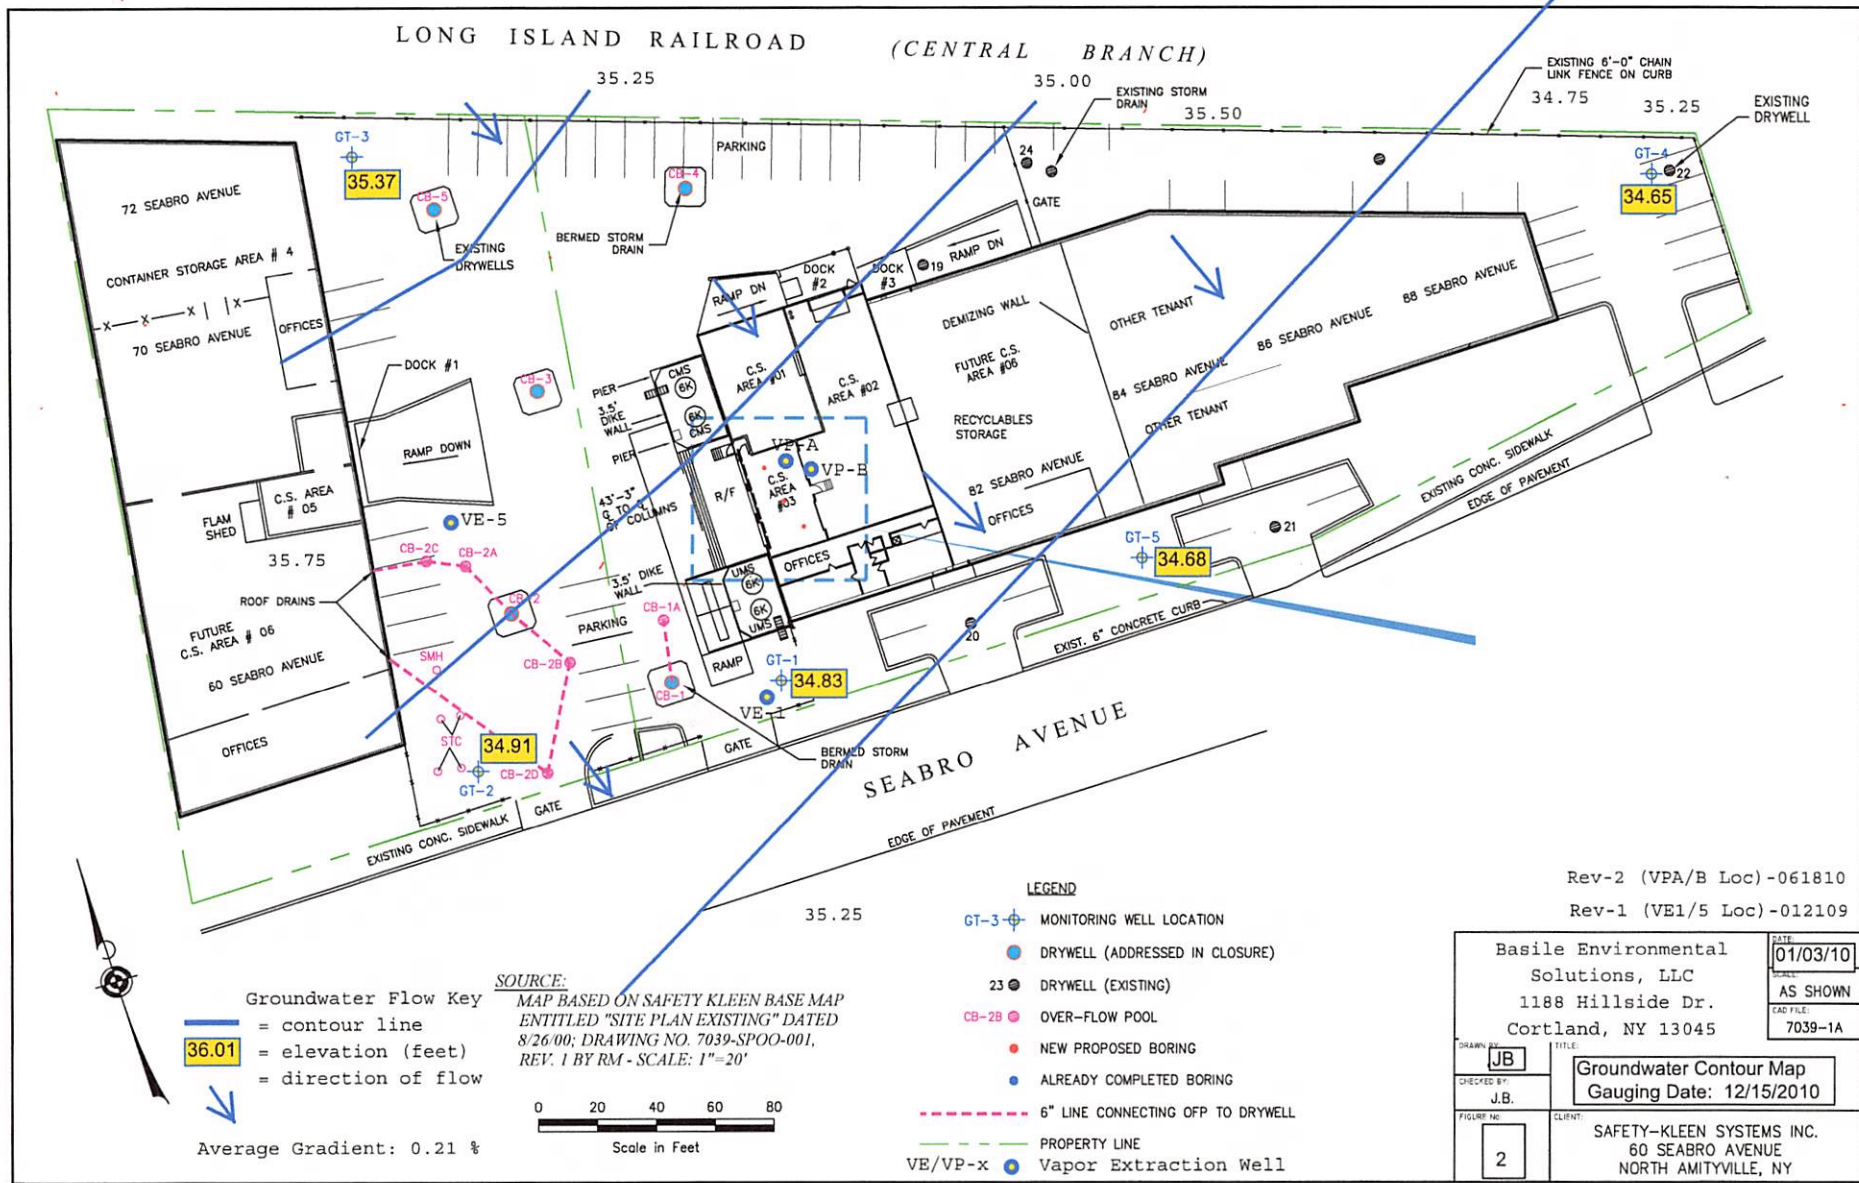 LONG ISLAND RAILROAD (CENTRAL BRANCH)
35.25
35.00
35.50
34.75
35.25
EXISTING 6'-0" CHAIN
LINK FENCE ON CURB
EXISTING STORM
DRAIN
EXISTING
DRYWELL
GT-3
35.37
PARKING
CB-4
CB-5
24
GATE
GT-4
22
34.65
72 SEABRO AVENUE
EXISTING
DRYWELLS
BERMED STORM
DRAIN
CONTAINER STORAGE AREA # 4
OFFICES
70 SEABRO AVENUE
RAMP DN
DOCK
#2
DOCK
#3
19
RAMP DN
DEMIZING WALL
OTHER TENANT
88 SEABRO AVENUE
86 SEABRO AVENUE
84 SEABRO AVENUE
OTHER TENANT
DOCK #1
CB-3
PIER
3.5'
DIKE
WALL
PIER
CMS
6K
6K
CMS
C.S.
AREA #01
C.S.
AREA #02
FUTURE C.S.
AREA #06
RECYCLABLES
STORAGE
RAMP DOWN
VP-A
VP-B
R/F
C.S.
AREA
#03
82 SEABRO AVENUE
OFFICES
C.S. AREA
# 05
FLAM
SHED
VE-5
43'-3"
℄ TO ℄
OF COLUMNS
EXISTING CONC. SIDEWALK
EDGE OF PAVEMENT
21
GT-5
34.68
35.75
CB-2C
CB-2A
CB-2
3.5' DIKE
WALL
UMS
6K
6K
UMS
OFFICES
ROOF DRAINS
FUTURE
C.S. AREA # 06
60 SEABRO AVENUE
PARKING
CB-1A
20
EXIST. 6" CONCRETE CURB
SMH
CB-2B
RAMP
CB-1
GT-1
34.83
VE-1
OFFICES
STC
34.91
GT-2
CB-2D
GATE
BERMED STORM
DRAIN
SEABRO AVENUE
EXISTING CONC. SIDEWALK
GATE
EDGE OF PAVEMENT
35.25
LEGEND
GT-3 MONITORING WELL LOCATION
DRYWELL (ADDRESSED IN CLOSURE)
23 DRYWELL (EXISTING)
CB-2B OVER-FLOW POOL
NEW PROPOSED BORING
ALREADY COMPLETED BORING
6" LINE CONNECTING OFP TO DRYWELL
PROPERTY LINE
VE/VP-x Vapor Extraction Well
Groundwater Flow Key
= contour line
36.01 = elevation (feet)
= direction of flow
Average Gradient: 0.21 %
SOURCE:
MAP BASED ON SAFETY KLEEN BASE MAP
ENTITLED "SITE PLAN EXISTING" DATED
8/26/00; DRAWING NO. 7039-SPOO-001,
REV. 1 BY RM - SCALE: 1"=20'
0 20 40 60 80
Scale in Feet
Rev-2 (VPA/B Loc)-061810
Rev-1 (VE1/5 Loc)-012109
Basile Environmental
Solutions, LLC
1188 Hillside Dr.
Cortland, NY 13045
DATE:
01/03/10
SCALE:
AS SHOWN
CAD FILE:
7039-1A
DRAWN BY:
JB
CHECKED BY:
J.B.
FIGURE No:
2
TITLE:
Groundwater Contour Map
Gauging Date: 12/15/2010
CLIENT:
SAFETY-KLEEN SYSTEMS INC.
60 SEABRO AVENUE
NORTH AMITYVILLE, NY